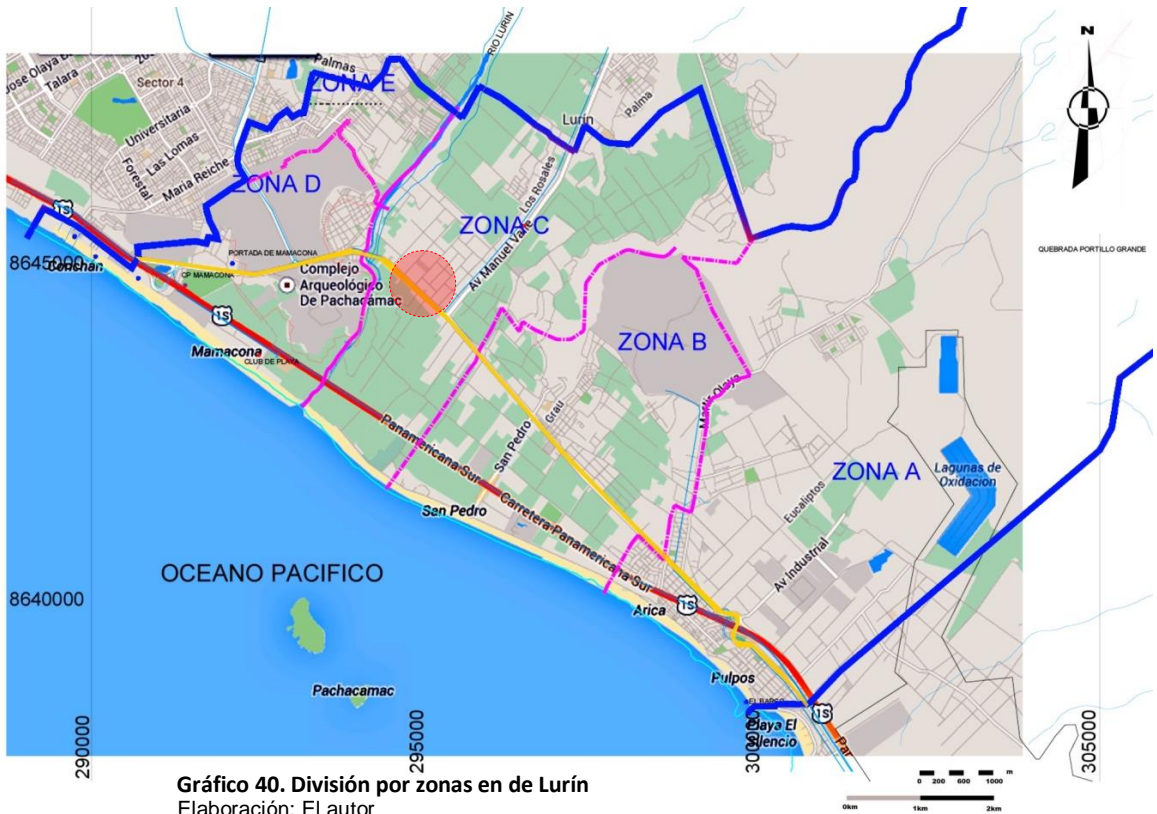 Palmas
ZONA E
RIO LURIN
N
Jose Olaya
Talara
Sector 4
Universitaria
Las Lomas
Forestal
Maria Reiche
Lurin
Palma
Los Rosales
ZONA D
ZONA C
Av Manuel Valle
1S
QUEBRADA PORTILLO GRANDE
8645000
Conchan
PORTADA DE MAMACONA
CP MAMACONA
Complejo
Arqueológico
De Pachacamac
1S
Mamacona
CLUB DE PLAYA
ZONA B
Martir Olaya
Grau
San Pedro
Panamericana Sur
Carretera Panamericana Sur
San Pedro
ZONA A
Lagunas de
Oxidacion
Eucaliptos
Av Industrial
OCEANO PACIFICO
8640000
Arica
1S
Pachacamac
Pulpos
Playa El
Silencio
1S
Par
290000
295000
300000
305000
Gráfico 40. División por zonas en de Lurín
Elaboración: El autor
0 200 600 1000 m
0km 1km 2km